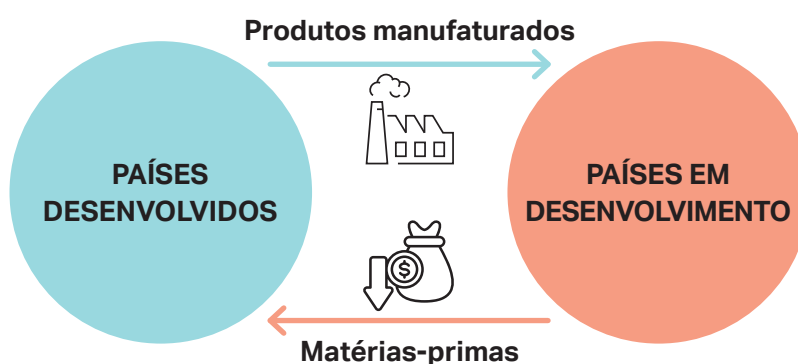 Produtos manufaturados
PAÍSES
DESENVOLVIDOS
PAÍSES EM
DESENVOLVIMENTO
$
Matérias-primas